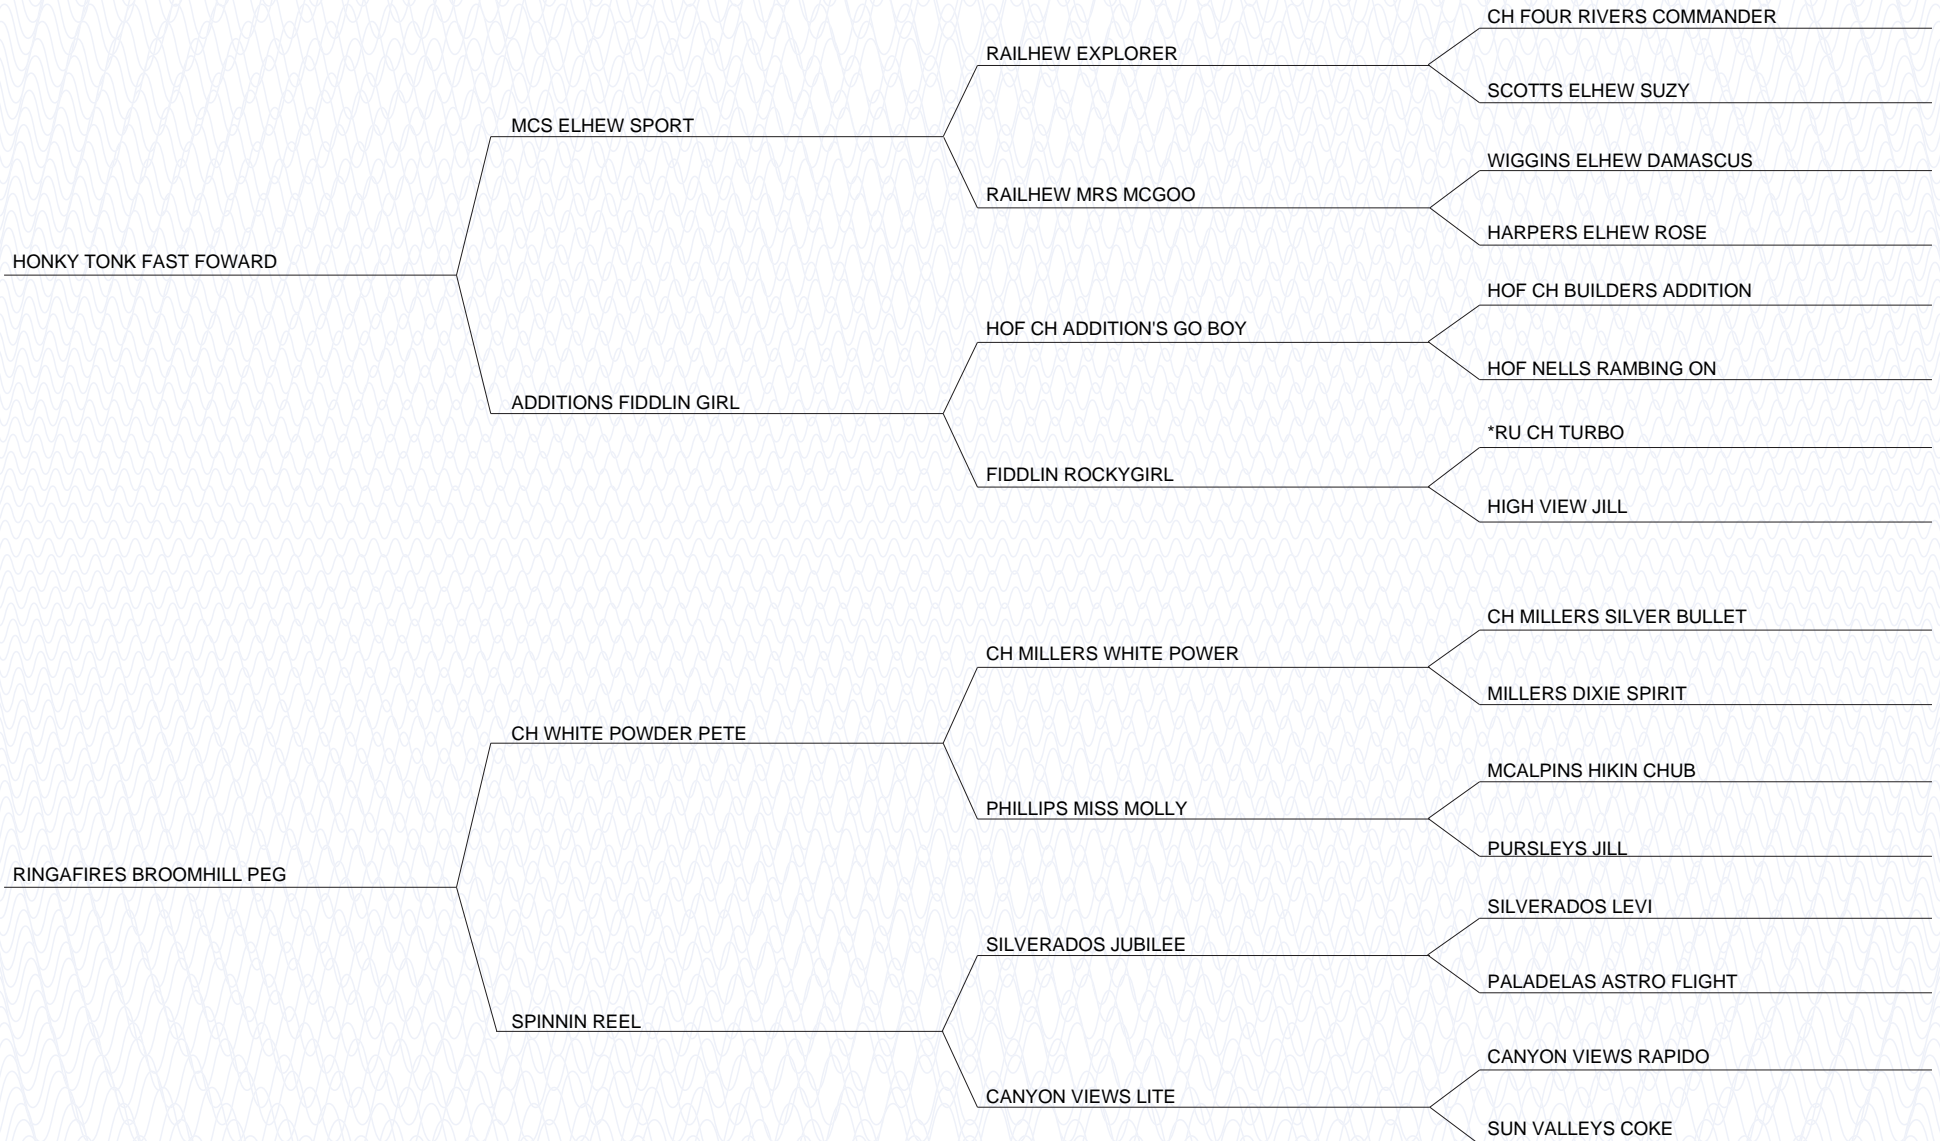 CH FOUR RIVERS COMMANDER
RAILHEW EXPLORER
SCOTTS ELHEW SUZY
MCS ELHEW SPORT
WIGGINS ELHEW DAMASCUS
RAILHEW MRS MCGOO
HARPERS ELHEW ROSE
HONKY TONK FAST FOWARD
HOF CH BUILDERS ADDITION
HOF CH ADDITION'S GO BOY
HOF NELLS RAMBING ON
ADDITIONS FIDDLIN GIRL
*RU CH TURBO
FIDDLIN ROCKYGIRL
HIGH VIEW JILL
CH MILLERS SILVER BULLET
CH MILLERS WHITE POWER
MILLERS DIXIE SPIRIT
CH WHITE POWDER PETE
MCALPINS HIKIN CHUB
PHILLIPS MISS MOLLY
PURSLEYS JILL
RINGAFIRES BROOMHILL PEG
SILVERADOS LEVI
SILVERADOS JUBILEE
PALADELAS ASTRO FLIGHT
SPINNIN REEL
CANYON VIEWS RAPIDO
CANYON VIEWS LITE
SUN VALLEYS COKE